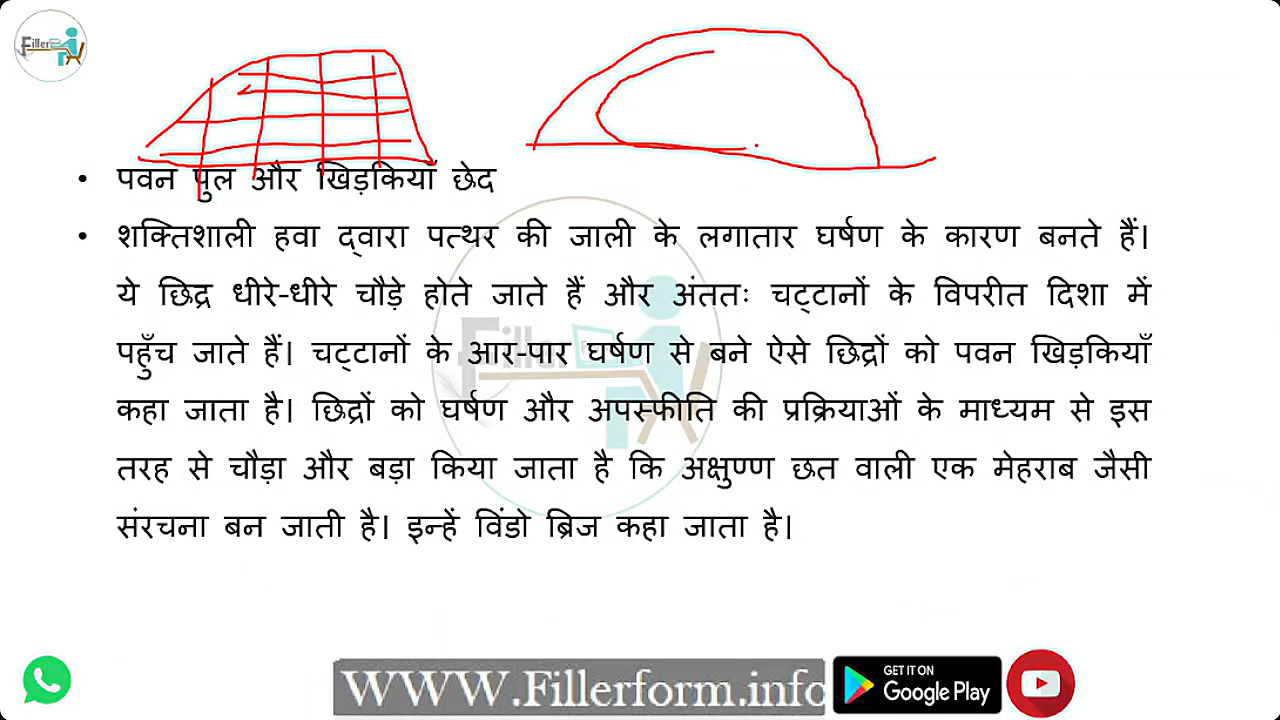 Filler
• पवन पुल और खिड़कियाँ छेद
• शक्तिशाली हवा द्वारा पत्थर की जाली के लगातार घर्षण के कारण बनते हैं।
ये छिद्र धीरे-धीरे चौड़े होते जाते हैं और अंततः चट्टानों के विपरीत दिशा में
पहुँच जाते हैं। चट्टानों के आर-पार घर्षण से बने ऐसे छिद्रों को पवन खिड़कियाँ
कहा जाता है। छिद्रों को घर्षण और अपस्फीति की प्रक्रियाओं के माध्यम से इस
तरह से चौड़ा और बड़ा किया जाता है कि अक्षुण्ण छत वाली एक मेहराब जैसी
संरचना बन जाती है। इन्हें विंडो ब्रिज कहा जाता है।
Filler
WWW.Fillerform.info
GET IT ON
Google Play